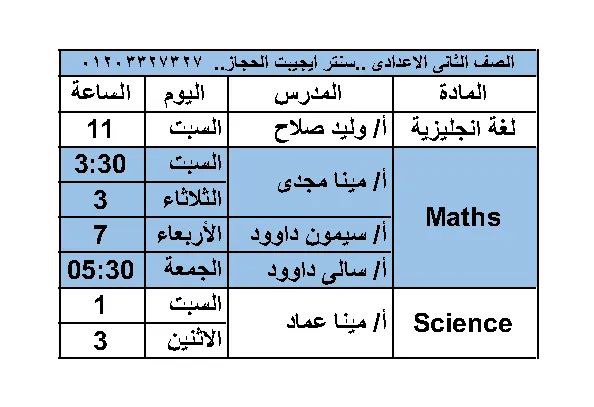 الصف الثانى الاعدادى ..سنتر ايجيبت الحجاز.. ٠١٢٠٣٣٢٧٣٢٧
المادة المدرس اليوم الساعة
لغة انجليزية أ/ وليد صلاح السبت 11
Maths أ/ مينا مجدى السبت 3:30
الثلاثاء 3
أ/ سيمون داوود الأربعاء 7
أ/ سالى داوود الجمعة 05:30
Science أ/ مينا عماد السبت 1
الاثنين 3